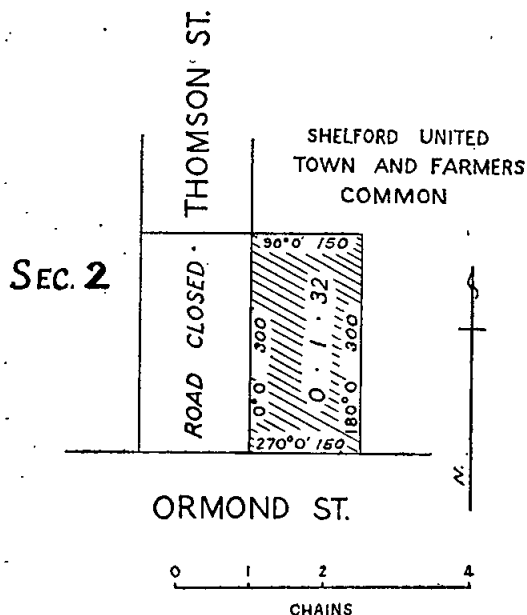 THOMSON ST.
SHELFORD UNITED
TOWN AND FARMERS
COMMON
SEC. 2
ROAD CLOSED
90°0' 150
0°0' 300
0 . 1 . 32
180°0' 300
270°0' 150
N.
ORMOND ST.
0 1 2 4
CHAINS